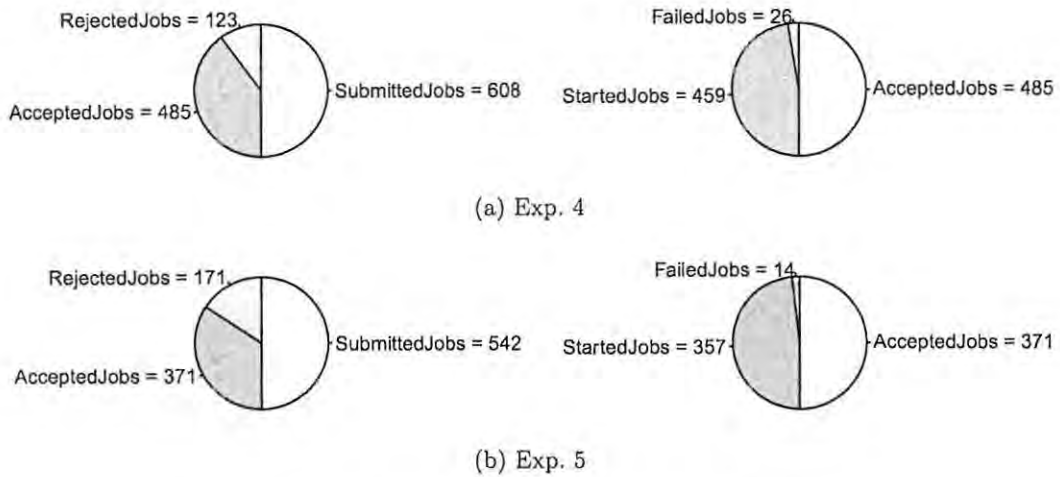 RejectedJobs = 123
SubmittedJobs = 608
AcceptedJobs = 485
FailedJobs = 26
StartedJobs = 459
AcceptedJobs = 485
(a) Exp. 4
RejectedJobs = 171
SubmittedJobs = 542
AcceptedJobs = 371
FailedJobs = 14
StartedJobs = 357
AcceptedJobs = 371
(b) Exp. 5